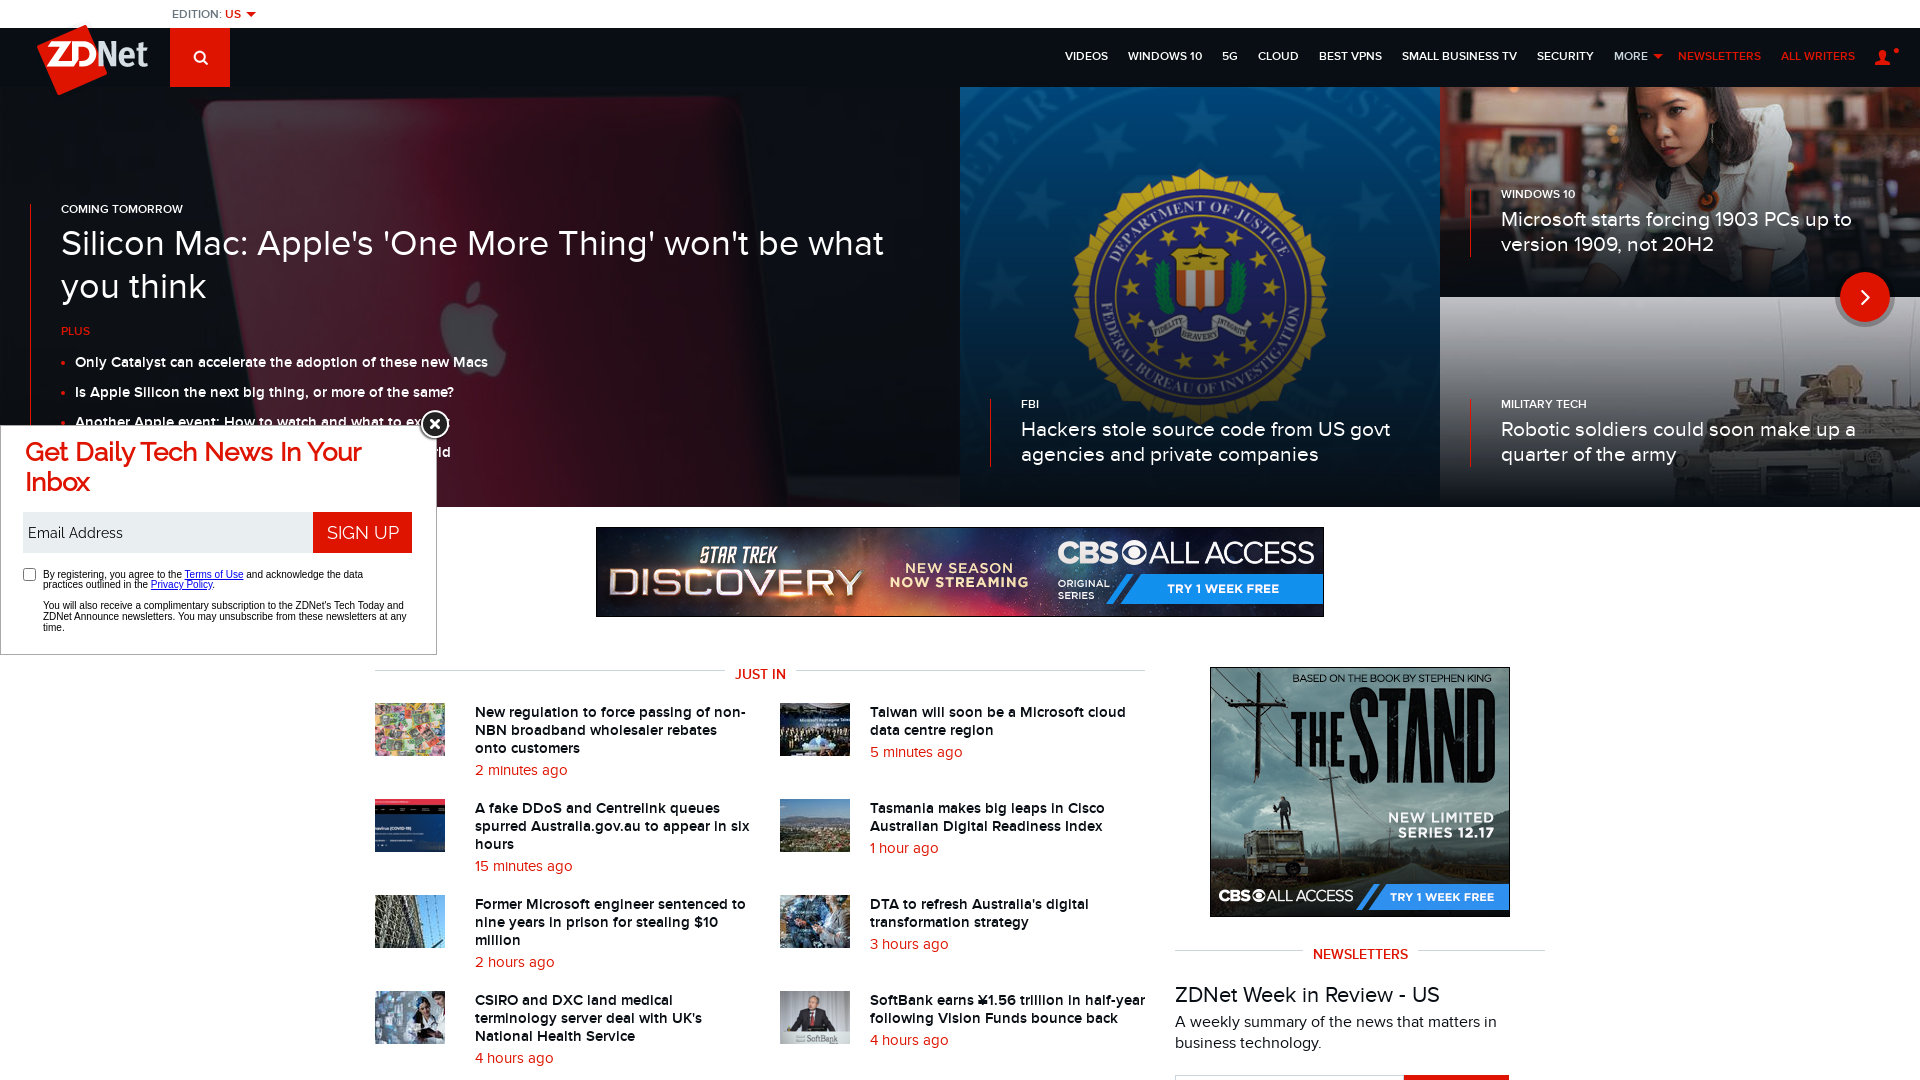 EDITION: US
ZDNet
VIDEOS
WINDOWS 10
5G
CLOUD
BEST VPNS
SMALL BUSINESS TV
SECURITY
MORE
NEWSLETTERS
ALL WRITERS
COMING TOMORROW
Silicon Mac: Apple's 'One More Thing' won't be what
you think
PLUS
Only Catalyst can accelerate the adoption of these new Macs
Is Apple Silicon the next big thing, or more of the same?
Another Apple event: How to watch and what to
DEPARTMENT OF JUSTICE
FIDELITY BRAVERY INTEGRITY
FEDERAL BUREAU OF INVESTIGATION
FBI
Hackers stole source code from US govt
agencies and private companies
WINDOWS 10
Microsoft starts forcing 1903 PCs up to
version 1909, not 20H2
MILITARY TECH
Robotic soldiers could soon make up a
quarter of the army
Get Daily Tech News In Your
Inbox
Email Address
SIGN UP
By registering, you agree to the Terms of Use and acknowledge the data
practices outlined in the Privacy Policy.
You will also receive a complimentary subscription to the ZDNet's Tech Today and
ZDNet Announce newsletters. You may unsubscribe from these newsletters at any
time.
STAR TREK
DISCOVERY
NEW SEASON
NOW STREAMING
CBS ALL ACCESS
ORIGINAL
SERIES
TRY 1 WEEK FREE
JUST IN
New regulation to force passing of non-
NBN broadband wholesaler rebates
onto customers
2 minutes ago
Taiwan will soon be a Microsoft cloud
data centre region
5 minutes ago
A fake DDoS and Centrelink queues
spurred Australia.gov.au to appear in six
hours
15 minutes ago
Tasmania makes big leaps in Cisco
Australian Digital Readiness Index
1 hour ago
Former Microsoft engineer sentenced to
nine years in prison for stealing $10
million
2 hours ago
DTA to refresh Australia's digital
transformation strategy
3 hours ago
CSIRO and DXC land medical
terminology server deal with UK's
National Health Service
4 hours ago
SoftBank earns ¥1.56 trillion in half-year
following Vision Funds bounce back
4 hours ago
BASED ON THE BOOK BY STEPHEN KING
THE STAND
NEW LIMITED
SERIES 12.17
CBS ALL ACCESS
TRY 1 WEEK FREE
NEWSLETTERS
ZDNet Week in Review - US
A weekly summary of the news that matters in
business technology.